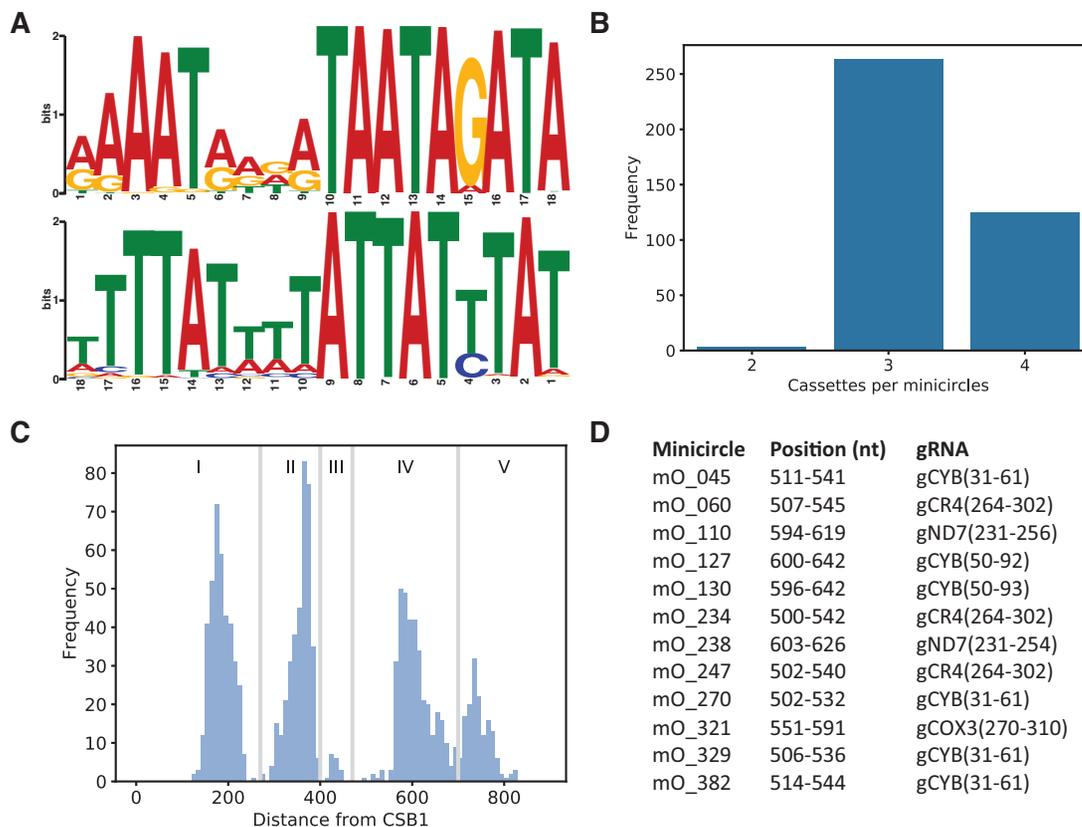 A
2
bits
1
0
AAAATAAGATAATAGATA
GG G G AG A
1 2 3 4 5 6 7 8 9 10 11 12 13 14 15 16 17 18
2
bits
1
0
TTTTATTTTATTATTTAT
18 17 16 15 14 13 12 11 10 9 8 7 6 5 4 3 2 1
B
Frequency
250
200
150
100
50
0
2 3 4
Cassettes per minicircles
C
Frequency
80
70
60
50
40
30
20
10
0
I II III IV V
0 200 400 600 800
Distance from CSB1
D
Minicircle Position (nt) gRNA
mO_045 511-541 gCYB(31-61)
mO_060 507-545 gCR4(264-302)
mO_110 594-619 gND7(231-256)
mO_127 600-642 gCYB(50-92)
mO_130 596-642 gCYB(50-93)
mO_234 500-542 gCR4(264-302)
mO_238 603-626 gND7(231-254)
mO_247 502-540 gCR4(264-302)
mO_270 502-532 gCYB(31-61)
mO_321 551-591 gCOX3(270-310)
mO_329 506-536 gCYB(31-61)
mO_382 514-544 gCYB(31-61)